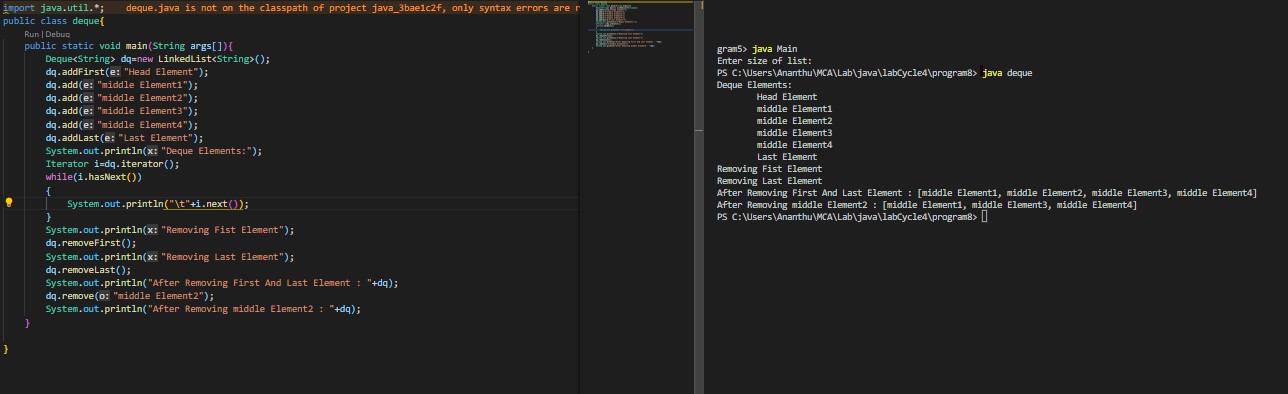 import java.util.*;    deque.java is not on the classpath of project java_3bae1c2f, only syntax errors are r
public class deque{
Run | Debug
public static void main(String args[]){
Deque<String> dq=new LinkedList<String>();
dq.addFirst(e: "Head Element");
dq.add(e: "middle Element1");
dq.add(e: "middle Element2");
dq.add(e: "middle Element3");
dq.add(e: "middle Element4");
dq.addLast(e: "Last Element");
System.out.println(x: "Deque Elements:");
Iterator i=dq.iterator();
while(i.hasNext())
{
System.out.println("\t"+i.next());
}
System.out.println(x: "Removing Fist Element");
dq.removeFirst();
System.out.println(x: "Removing Last Element");
dq.removeLast();
System.out.println("After Removing First And Last Element : "+dq);
dq.remove(o: "middle Element2");
System.out.println("After Removing middle Element2 : "+dq);
}
}
gram5> java Main
Enter size of list:
PS C:\Users\Ananthu\MCA\Lab\java\labCycle4\program8> java deque
Deque Elements:
Head Element
middle Element1
middle Element2
middle Element3
middle Element4
Last Element
Removing Fist Element
Removing Last Element
After Removing First And Last Element : [middle Element1, middle Element2, middle Element3, middle Element4]
After Removing middle Element2 : [middle Element1, middle Element3, middle Element4]
PS C:\Users\Ananthu\MCA\Lab\java\labCycle4\program8>